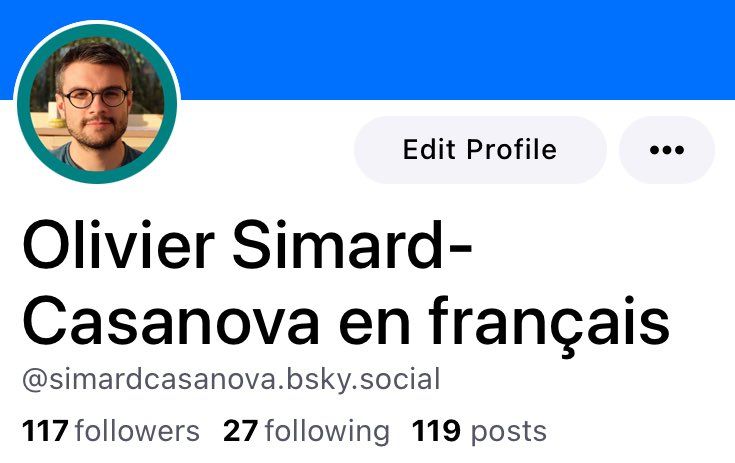 Edit Profile
Olivier Simard-
Casanova en français
@simardcasanova.bsky.social
117 followers 27 following 119 posts